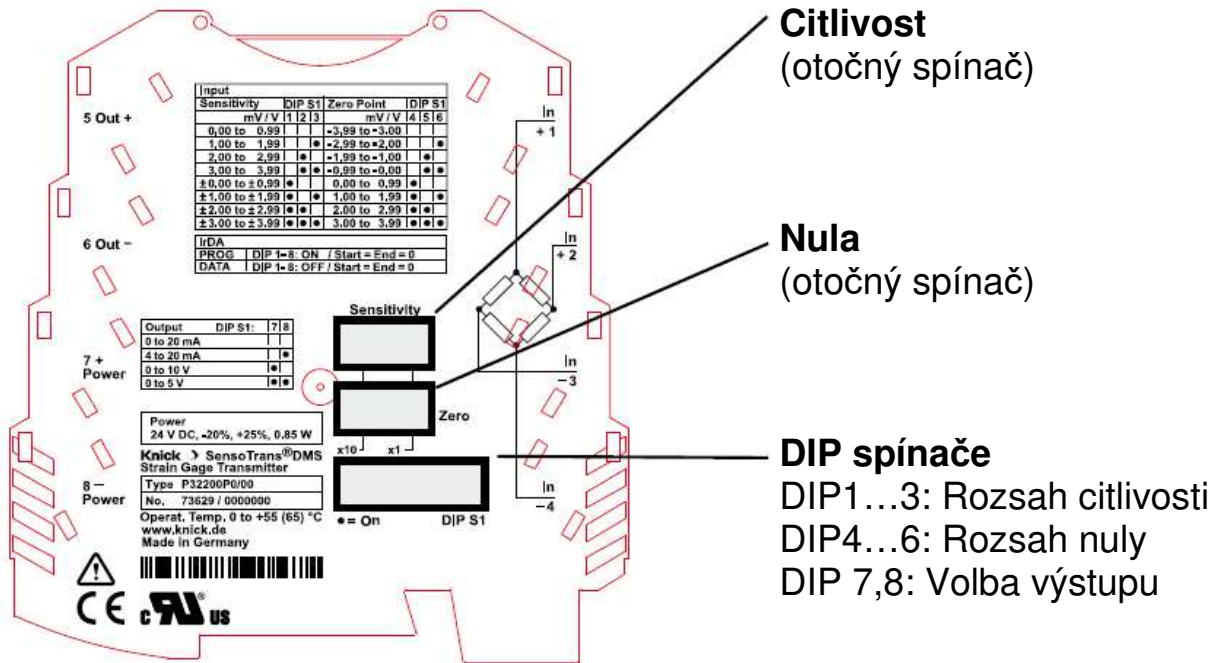 Citlivost
(otočný spínač)
Nula
(otočný spínač)
DIP spínače
DIP1…3: Rozsah citlivosti
DIP4…6: Rozsah nuly
DIP 7,8: Volba výstupu
5 Out +
6 Out –
7 +
Power
8 –
Power
Input
Sensitivity DIP S1 Zero Point DIP S1
mV / V 1 2 3 mV / V 4 5 6
0,00 to 0.99 -3,99 to -3.00
1,00 to 1,99 • -2,99 to -2,00 •
2,00 to 2,99 • -1,99 to -1,00 •
3,00 to 3,99 • • -0,99 to -0,00 • •
±0,00 to ±0,99 • 0,00 to 0,99 •
±1,00 to ±1,99 • • 1,00 to 1,99 • •
±2.00 to ±2.99 • • 2.00 to 2.99 • •
±3.00 to ±3.99 • • • 3.00 to 3.99 • • •
IrDA
PROG DIP 1-8: ON / Start = End = 0
DATA DIP 1-8: OFF / Start = End = 0
In
+ 1
In
+ 2
In
– 3
In
– 4
Sensitivity
Zero
x10 x1
• = On DIP S1
Output DIP S1: 7 8
0 to 20 mA
4 to 20 mA •
0 to 10 V •
0 to 5 V • •
Power
24 V DC, -20%, +25%, 0.85 W
Knick > SensoTrans®DMS
Strain Gage Transmitter
Type P32200P0/00
No. 73629 / 0000000
Operat. Temp. 0 to +55 (65) °C
www.knick.de
Made in Germany
CE c RU ® US